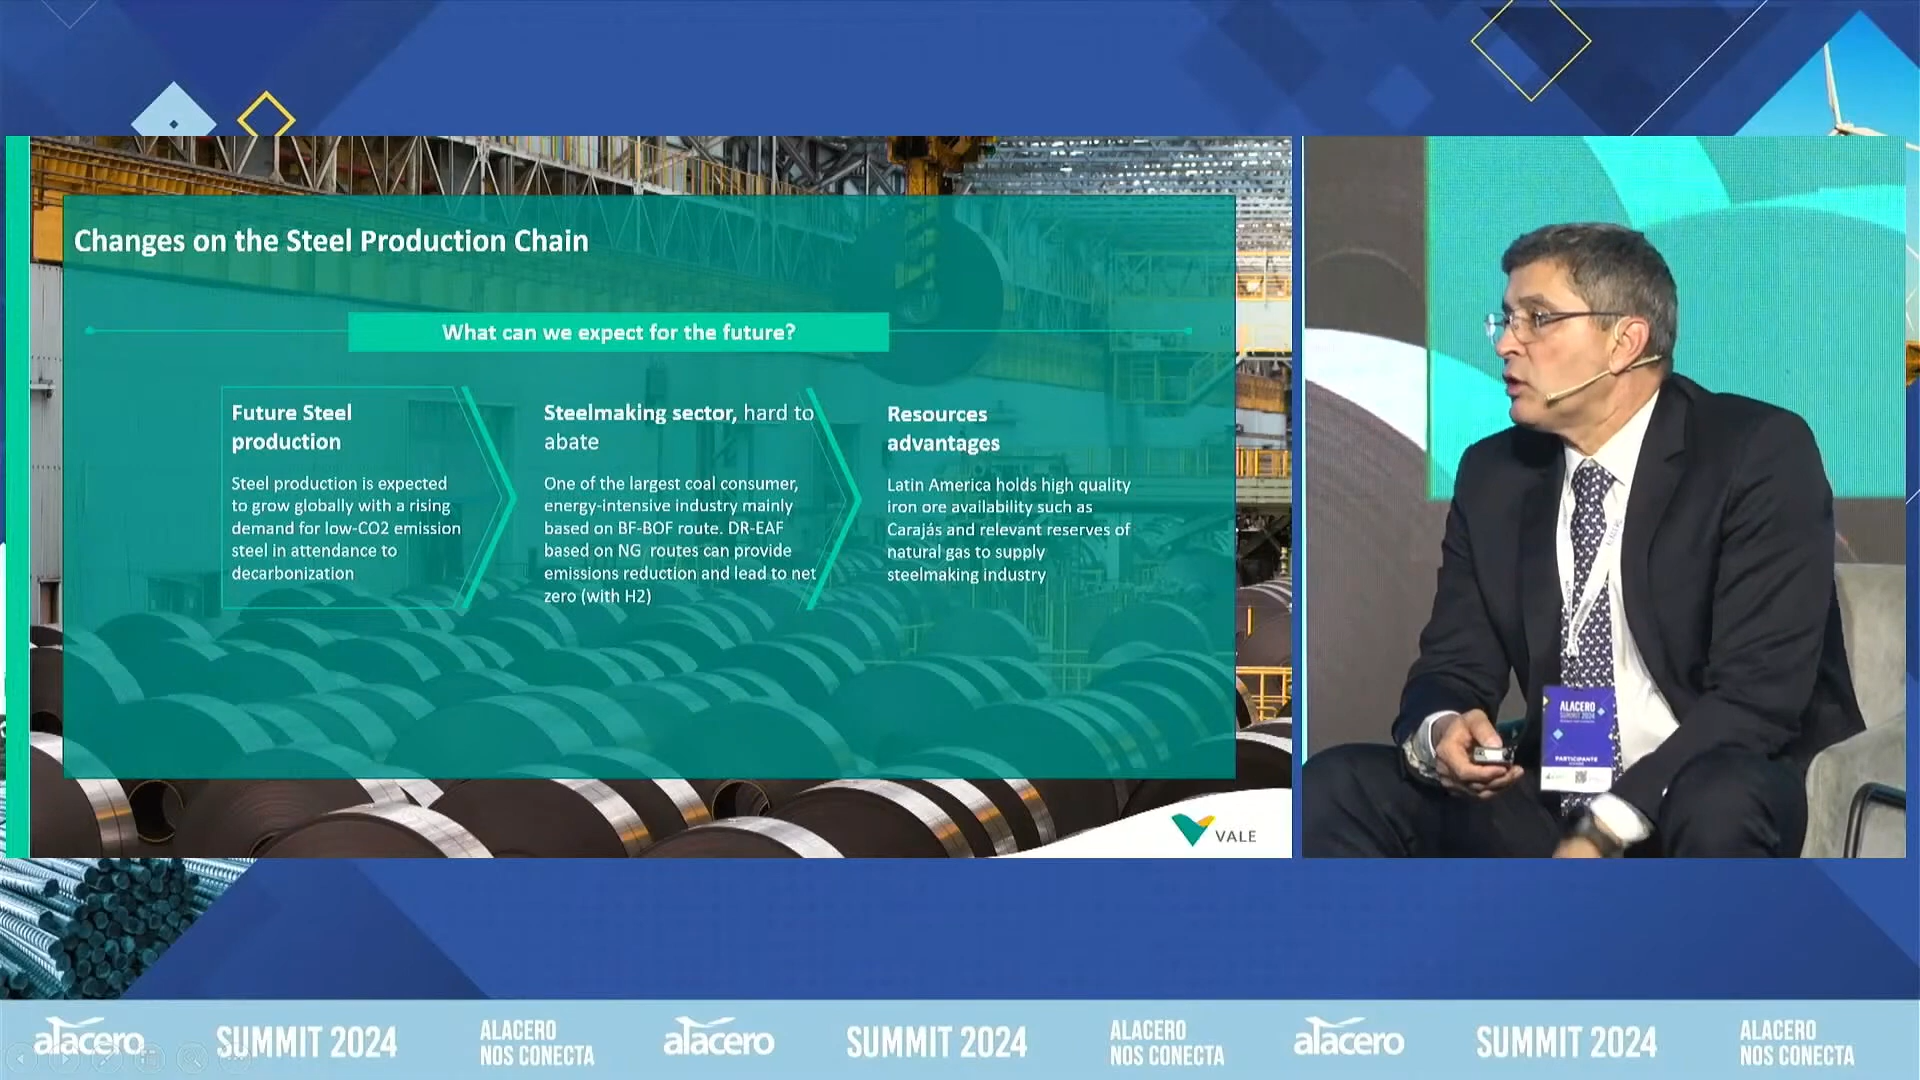 Changes on the Steel Production Chain
What can we expect for the future?
Future Steel
production
Steel production is expected
to grow globally with a rising
demand for low-CO2 emission
steel in attendance to
decarbonization
Steelmaking sector, hard to
abate
One of the largest coal consumer,
energy-intensive industry mainly
based on BF-BOF route. DR-EAF
based on NG routes can provide
emissions reduction and lead to net
zero (with H2)
Resources
advantages
Latin America holds high quality
iron ore availability such as
Carajás and relevant reserves of
natural gas to supply
steelmaking industry
VALE
ALACERO
SUMMIT 2024
PARTICIPANTE
alacero
SUMMIT 2024
ALACERO
NOS CONECTA
alacero
SUMMIT 2024
ALACERO
NOS CONECTA
alacero
SUMMIT 2024
ALACERO
NOS CONECTA